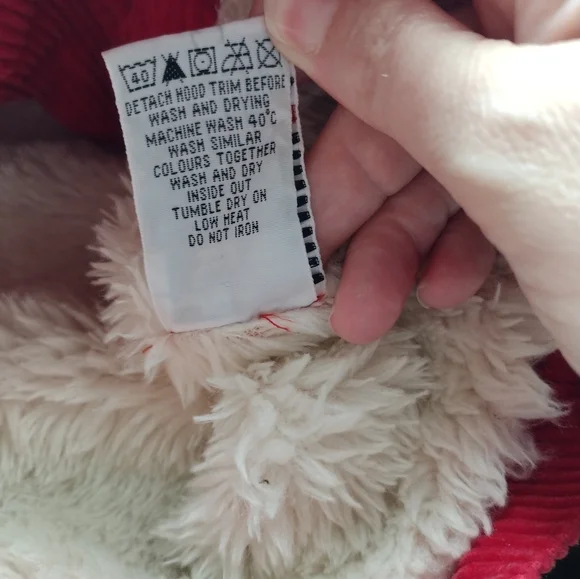 40
DETACH HOOD TRIM BEFORE
WASH AND DRYING
MACHINE WASH 40°C
WASH SIMILAR
COLOURS TOGETHER
WASH AND DRY
INSIDE OUT
TUMBLE DRY ON
LOW HEAT
DO NOT IRON